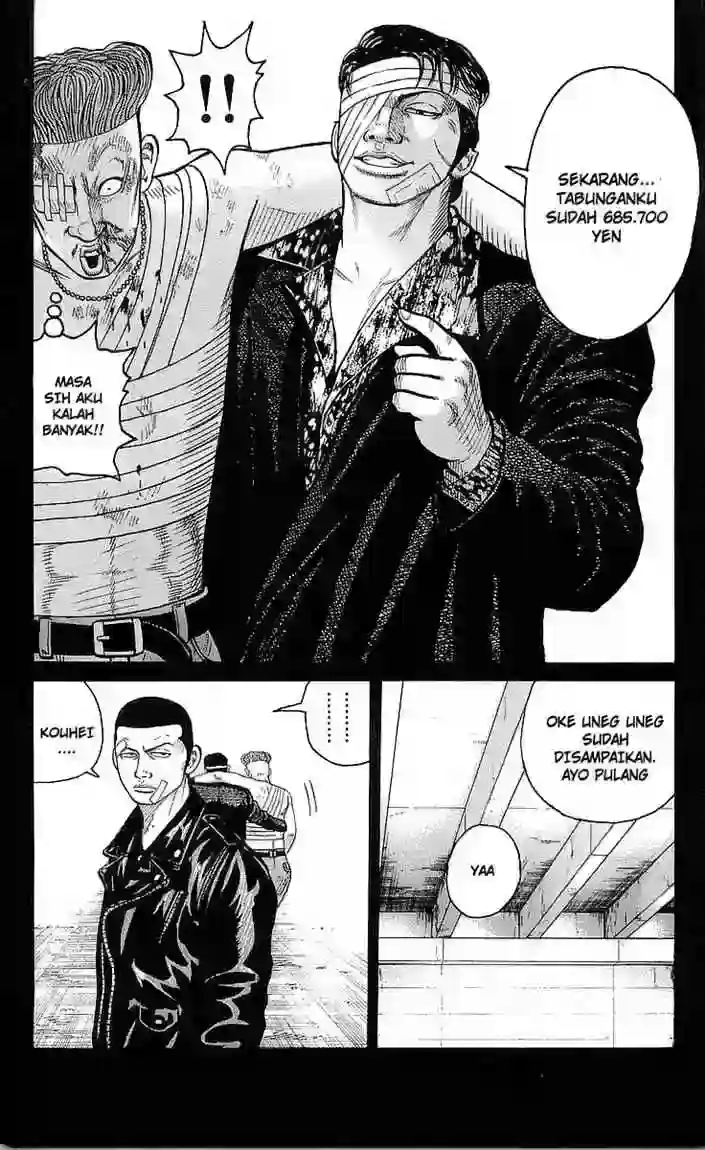 !!
SEKARANG...
TABUNGANKU
SUDAH 685.700
YEN
MASA
SIH AKU
KALAH
BANYAK!!
KOUHEI
....
OKE UNEG UNEG
SUDAH
DISAMPAIKAN.
AYO PULANG
YAA